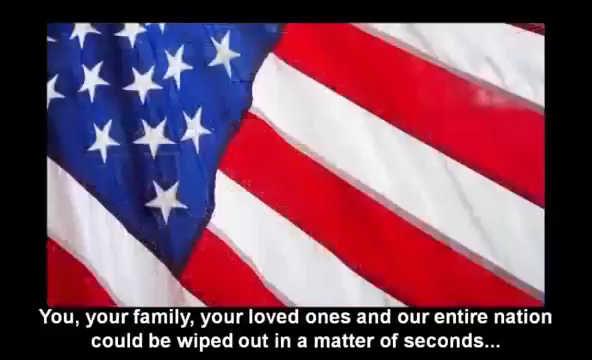 You, your family, your loved ones and our entire nation
could be wiped out in a matter of seconds...